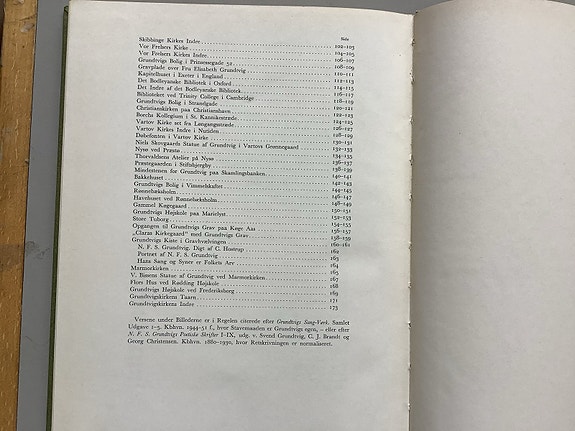 Side
Skibbinge Kirkes Indre 102-103
Vor Frelsers Kirke 104-105
Vor Frelsers Kirkes Indre 106-107
Grundtvigs Bolig i Prinsessegade 52 108-109
Gravplade over Fru Elisabeth Grundtvig 110-111
Kapitelhuset i Exeter i England 112-113
Det Bodleyanske Bibliotek i Oxford 114-115
Det Indre af det Bodleyanske Bibliotek 116-117
Biblioteket ved Trinity College i Cambridge 118-119
Grundtvigs Bolig i Strandgade 120-121
Christianskirken paa Christianshavn 122-123
Borchs Kollegium i St. Kannikestræde 124-125
Vartov Kirke set fra Løngangsstræde 126-127
Vartov Kirkes Indre i Nutiden 128-129
Døbefonten i Vartov Kirke 130-131
Niels Skovgaards Statue af Grundtvig i Vartovs Grønnegaard 132-133
Nysø ved Præstø 134-135
Thorvaldsens Atelier på Nysø 136-137
Præstegaarden i Stiftsbjergby 138-139
Mindestenen for Grundtvig paa Skamlingsbanken 140-141
Bakkehuset 142-143
Grundtvigs Bolig i Vimmelskaftet 144-145
Rønnebæksholm 146-147
Havehuset ved Rønnebæksholm 148-149
Gammel Køgegaard 150-151
Grundtvigs Højskole paa Marielyst 152-153
Store Tuborg 154-155
Opgangen til Grundtvigs Grav paa Køge Aas 156-157
„Claras Kirkegaard“ med Grundtvigs Grav 158-159
Grundtvigs Kiste i Gravhvælvingen 160-161
N. F. S. Grundtvig. Digt af C. Hostrup 162
Portræt af N. F. S. Grundtvig 163
Hans Sang og Syner er Folkets Arv 164
Marmorkirken 165
V. Bissens Statue af Grundtvig ved Marmorkirken 167
Flors Hus ved Rødding Højskole 168
Grundtvigs Højskole ved Frederiksborg 169
Grundtvigskirkens Taarn 171
Grundtvigskirkens Indre 173
Versene under Billederne er i Regelen citerede efter Grundtvigs Sang-Værk. Samlet
Udgave 1-5. Kbhvn. 1944-51 f., hvor Stavemaaden er Grundtvigs egen, – eller efter
N. F. S. Grundtvigs Poetiske Skrifter I-IX, udg. v. Svend Grundtvig, C. J. Brandt og
Georg Christensen. Kbhvn. 1880-1930, hvor Retskrivningen er normaliseret.